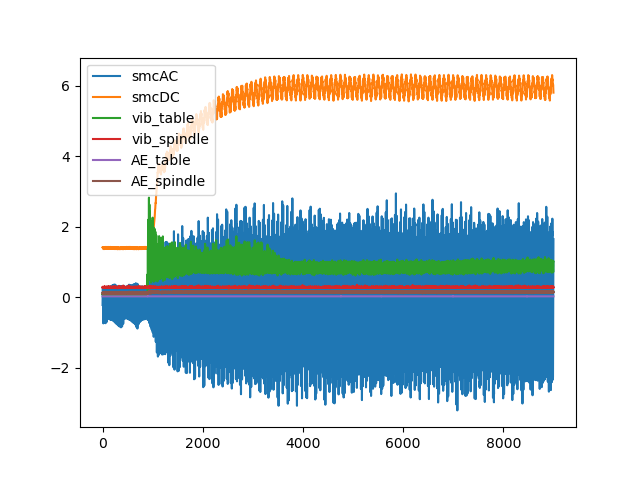 smcAC
smcDC
vib_table
vib_spindle
AE_table
AE_spindle
6
4
2
0
−2
0 2000 4000 6000 8000